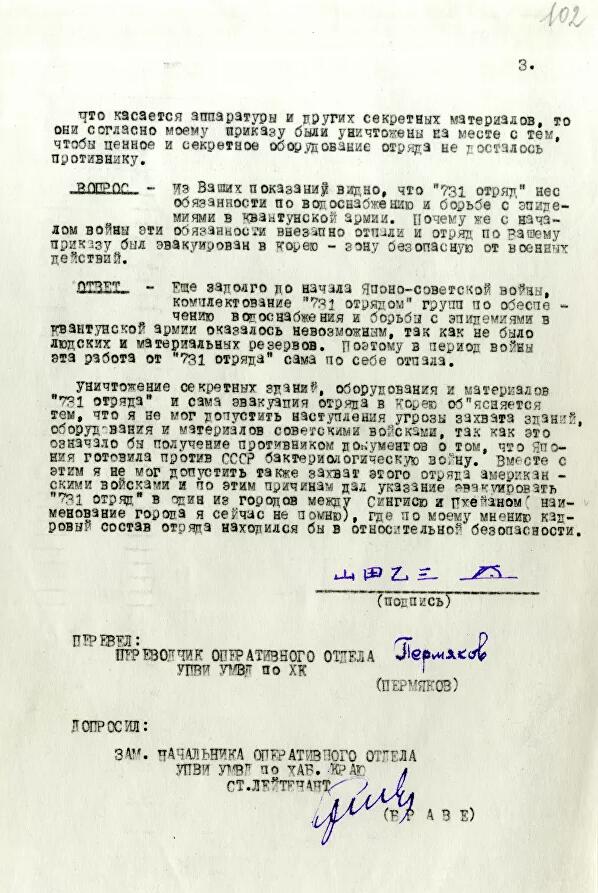 102
3.
что касается аппаратуры и других секретных материалов, то
они согласно моему приказу были уничтожены на месте с тем,
чтобы ценное и секретное оборудование отряда не досталось
противнику.
ВОПРОС - Из Ваших показаний видно, что "731 отряд" нес
обязанности по водоснабжению и борьбе с эпиде-
миями в Квантунской армии. Почему же с нача-
лом войны эти обязанности внезапно отпали и отряд по Вашему
приказу был эвакуирован в Корею - зону безопасную от военных
действий.
ОТВЕТ - Еще задолго до начала Японо-советской войны,
комплектование "731 отрядом" групп по обеспе -
чению водоснабжения и борьбы с эпидемиями в
Квантунской армии оказалось невозможным, так как не было
людских и материальных резервов. Поэтому в период войны
эта работа от "731 отряда" сама по себе отпала.
Уничтожение секретных зданий, оборудования и материалов
"731 отряда" и сама эвакуация отряда в Корею об"ясняется
тем, что я не мог допустить наступления угрозы захвата зданий,
оборудования и материалов советскими войсками, так как это
означало бы получение противником документов о том, что Япо-
ния готовила против СССР бактериологическую войну. Вместе с
этим я не мог допустить также захват этого отряда американ -
скими войсками и по этим причинам дал указание эвакуировать
"731 отряд" в один из городов между Сингисю и Пхейаном( наи-
менование города я сейчас не помню), где по моему мнению кад-
ровый состав отряда находился бы в относительной безопасности.
山田乙三
(подпись)
ПЕРЕВЕЛ:
ПЕРЕВОДЧИК ОПЕРАТИВНОГО ОТДЕЛА Пермяков
УПВИ УМВД по ХК
(ПЕРМЯКОВ)
ДОПРОСИЛ:
ЗАМ. НАЧАЛЬНИКА ОПЕРАТИВНОГО ОТДЕЛА
УПВИ УМВД по ХАБ. КРАЮ
СТ.ЛЕЙТЕНАНТ
(Б Р А В Е)